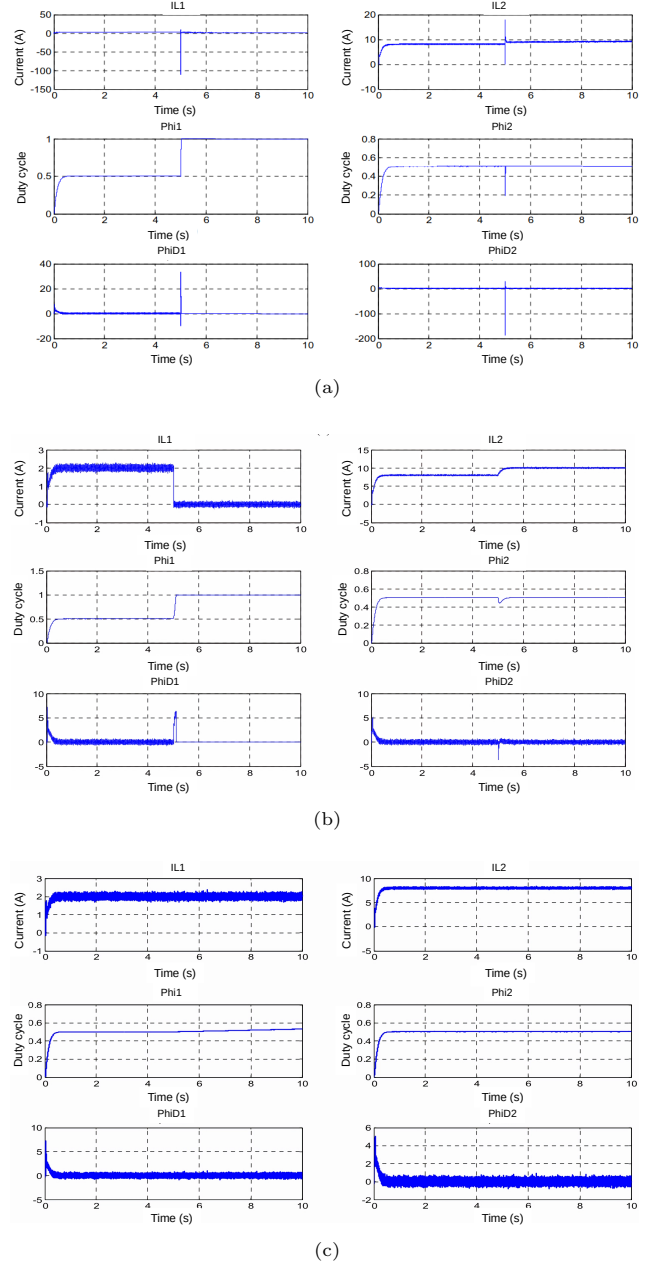 IL1 IL2
Current (A) 50 0 -50 -100 -150 Current (A) 20 10 0 -10
0 2 4 6 8 10 0 2 4 6 8 10
Time (s) Time (s)
Phi1 Phi2
Duty cycle 1 0.5 0 Duty cycle 0.8 0.6 0.4 0.2 0
0 2 4 6 8 10 0 2 4 6 8 10
Time (s) Time (s)
PhiD1 PhiD2
40 20 0 -20 100 0 -100 -200
0 2 4 6 8 10 0 2 4 6 8 10
Time (s) Time (s)
(a)
IL1 IL2
Current (A) 3 2 1 0 -1 Current (A) 15 10 5 0
0 2 4 6 8 10 0 2 4 6 8 10
Time (s) Time (s)
Phi1 Phi2
Duty cycle 1.5 1 0.5 0 Duty cycle 0.8 0.6 0.4 0.2 0
0 2 4 6 8 10 0 2 4 6 8 10
Time (s) Time (s)
PhiD1 PhiD2
10 5 0 -5 10 5 0 -5
0 2 4 6 8 10 0 2 4 6 8 10
Time (s) Time (s)
(b)
IL1 IL2
Current (A) 3 2 1 0 -1 Current (A) 10 5 0 -5
0 2 4 6 8 10 0 2 4 6 8 10
Time (s) Time (s)
Phi1 Phi2
Duty cycle 0.8 0.6 0.4 0.2 0 Duty cycle 0.8 0.6 0.4 0.2 0
0 2 4 6 8 10 0 2 4 6 8 10
Time (s) Time (s)
PhiD1 PhiD2
10 5 0 -5 6 4 2 0 -2
0 2 4 6 8 10 0 2 4 6 8 10
Time (s) Time (s)
(c)